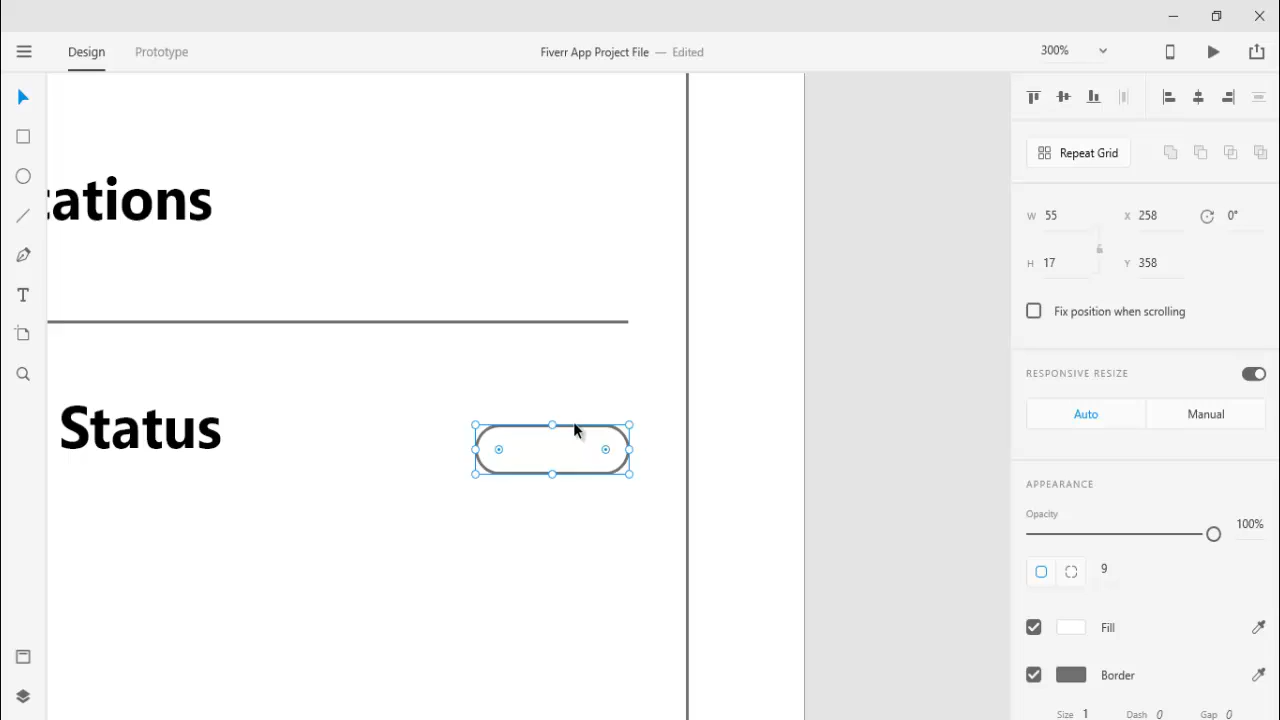 Design Prototype Fiverr App Project File — Edited 300%
cations
Status
Repeat Grid
W 55 X 258 0°
H 17 Y 358
Fix position when scrolling
RESPONSIVE RESIZE
Auto Manual
APPEARANCE
Opacity
100%
9
Fill
Border
Size 1 Dash 0 Gap 0